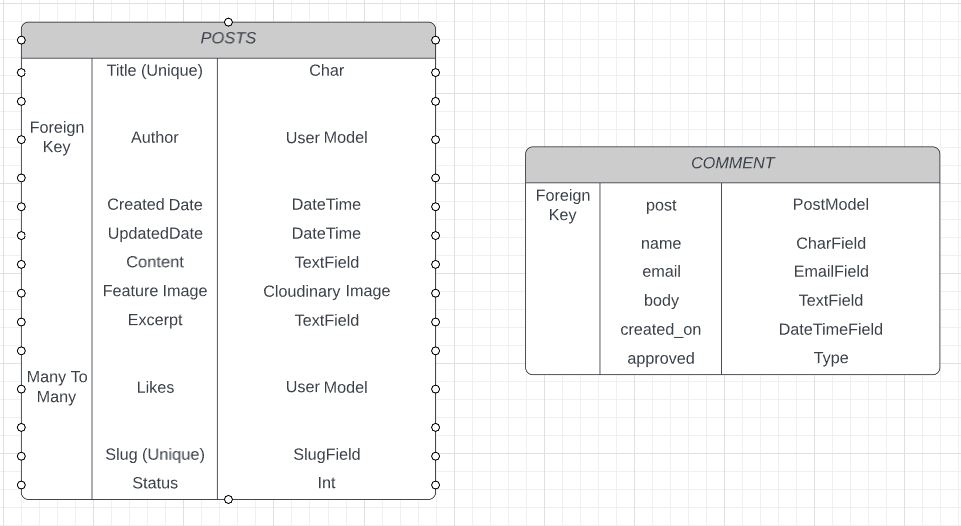 POSTS
Title (Unique) Char
Foreign Key Author User Model
Created Date DateTime
UpdatedDate DateTime
Content TextField
Feature Image Cloudinary Image
Excerpt TextField
Many To Many Likes User Model
Slug (Unique) SlugField
Status Int
COMMENT
Foreign Key post PostModel
name CharField
email EmailField
body TextField
created_on DateTimeField
approved Type